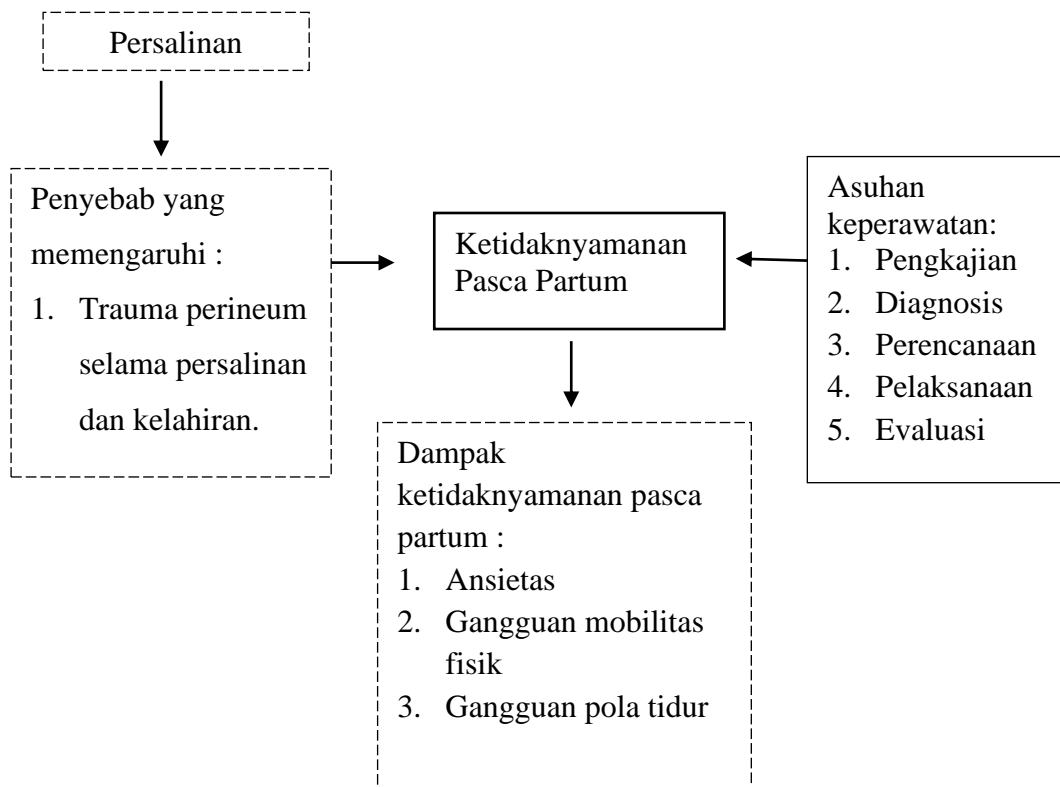 Persalinan
Penyebab yang
memengaruhi :
1. Trauma perineum
selama persalinan
dan kelahiran.
Ketidaknyamanan
Pasca Partum
Asuhan
keperawatan:
1. Pengkajian
2. Diagnosis
3. Perencanaan
4. Pelaksanaan
5. Evaluasi
Dampak
ketidaknyamanan pasca
partum :
1. Ansietas
2. Gangguan mobilitas
fisik
3. Gangguan pola tidur